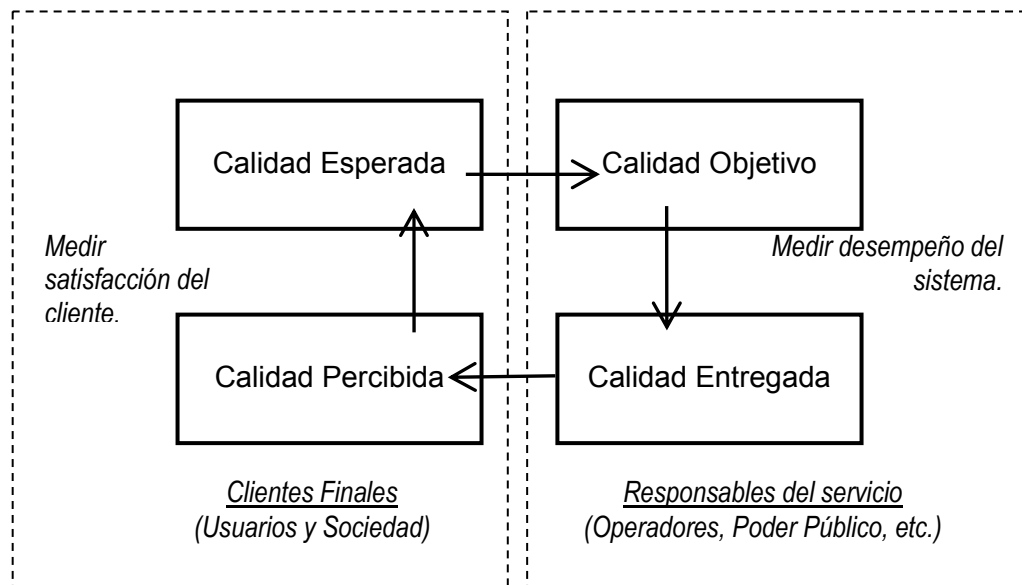 Calidad Esperada
Calidad Objetivo
Medir
satisfacción del
cliente.
Medir desempeño del
sistema.
Calidad Percibida
Calidad Entregada
Clientes Finales
(Usuarios y Sociedad)
Responsables del servicio
(Operadores, Poder Público, etc.)